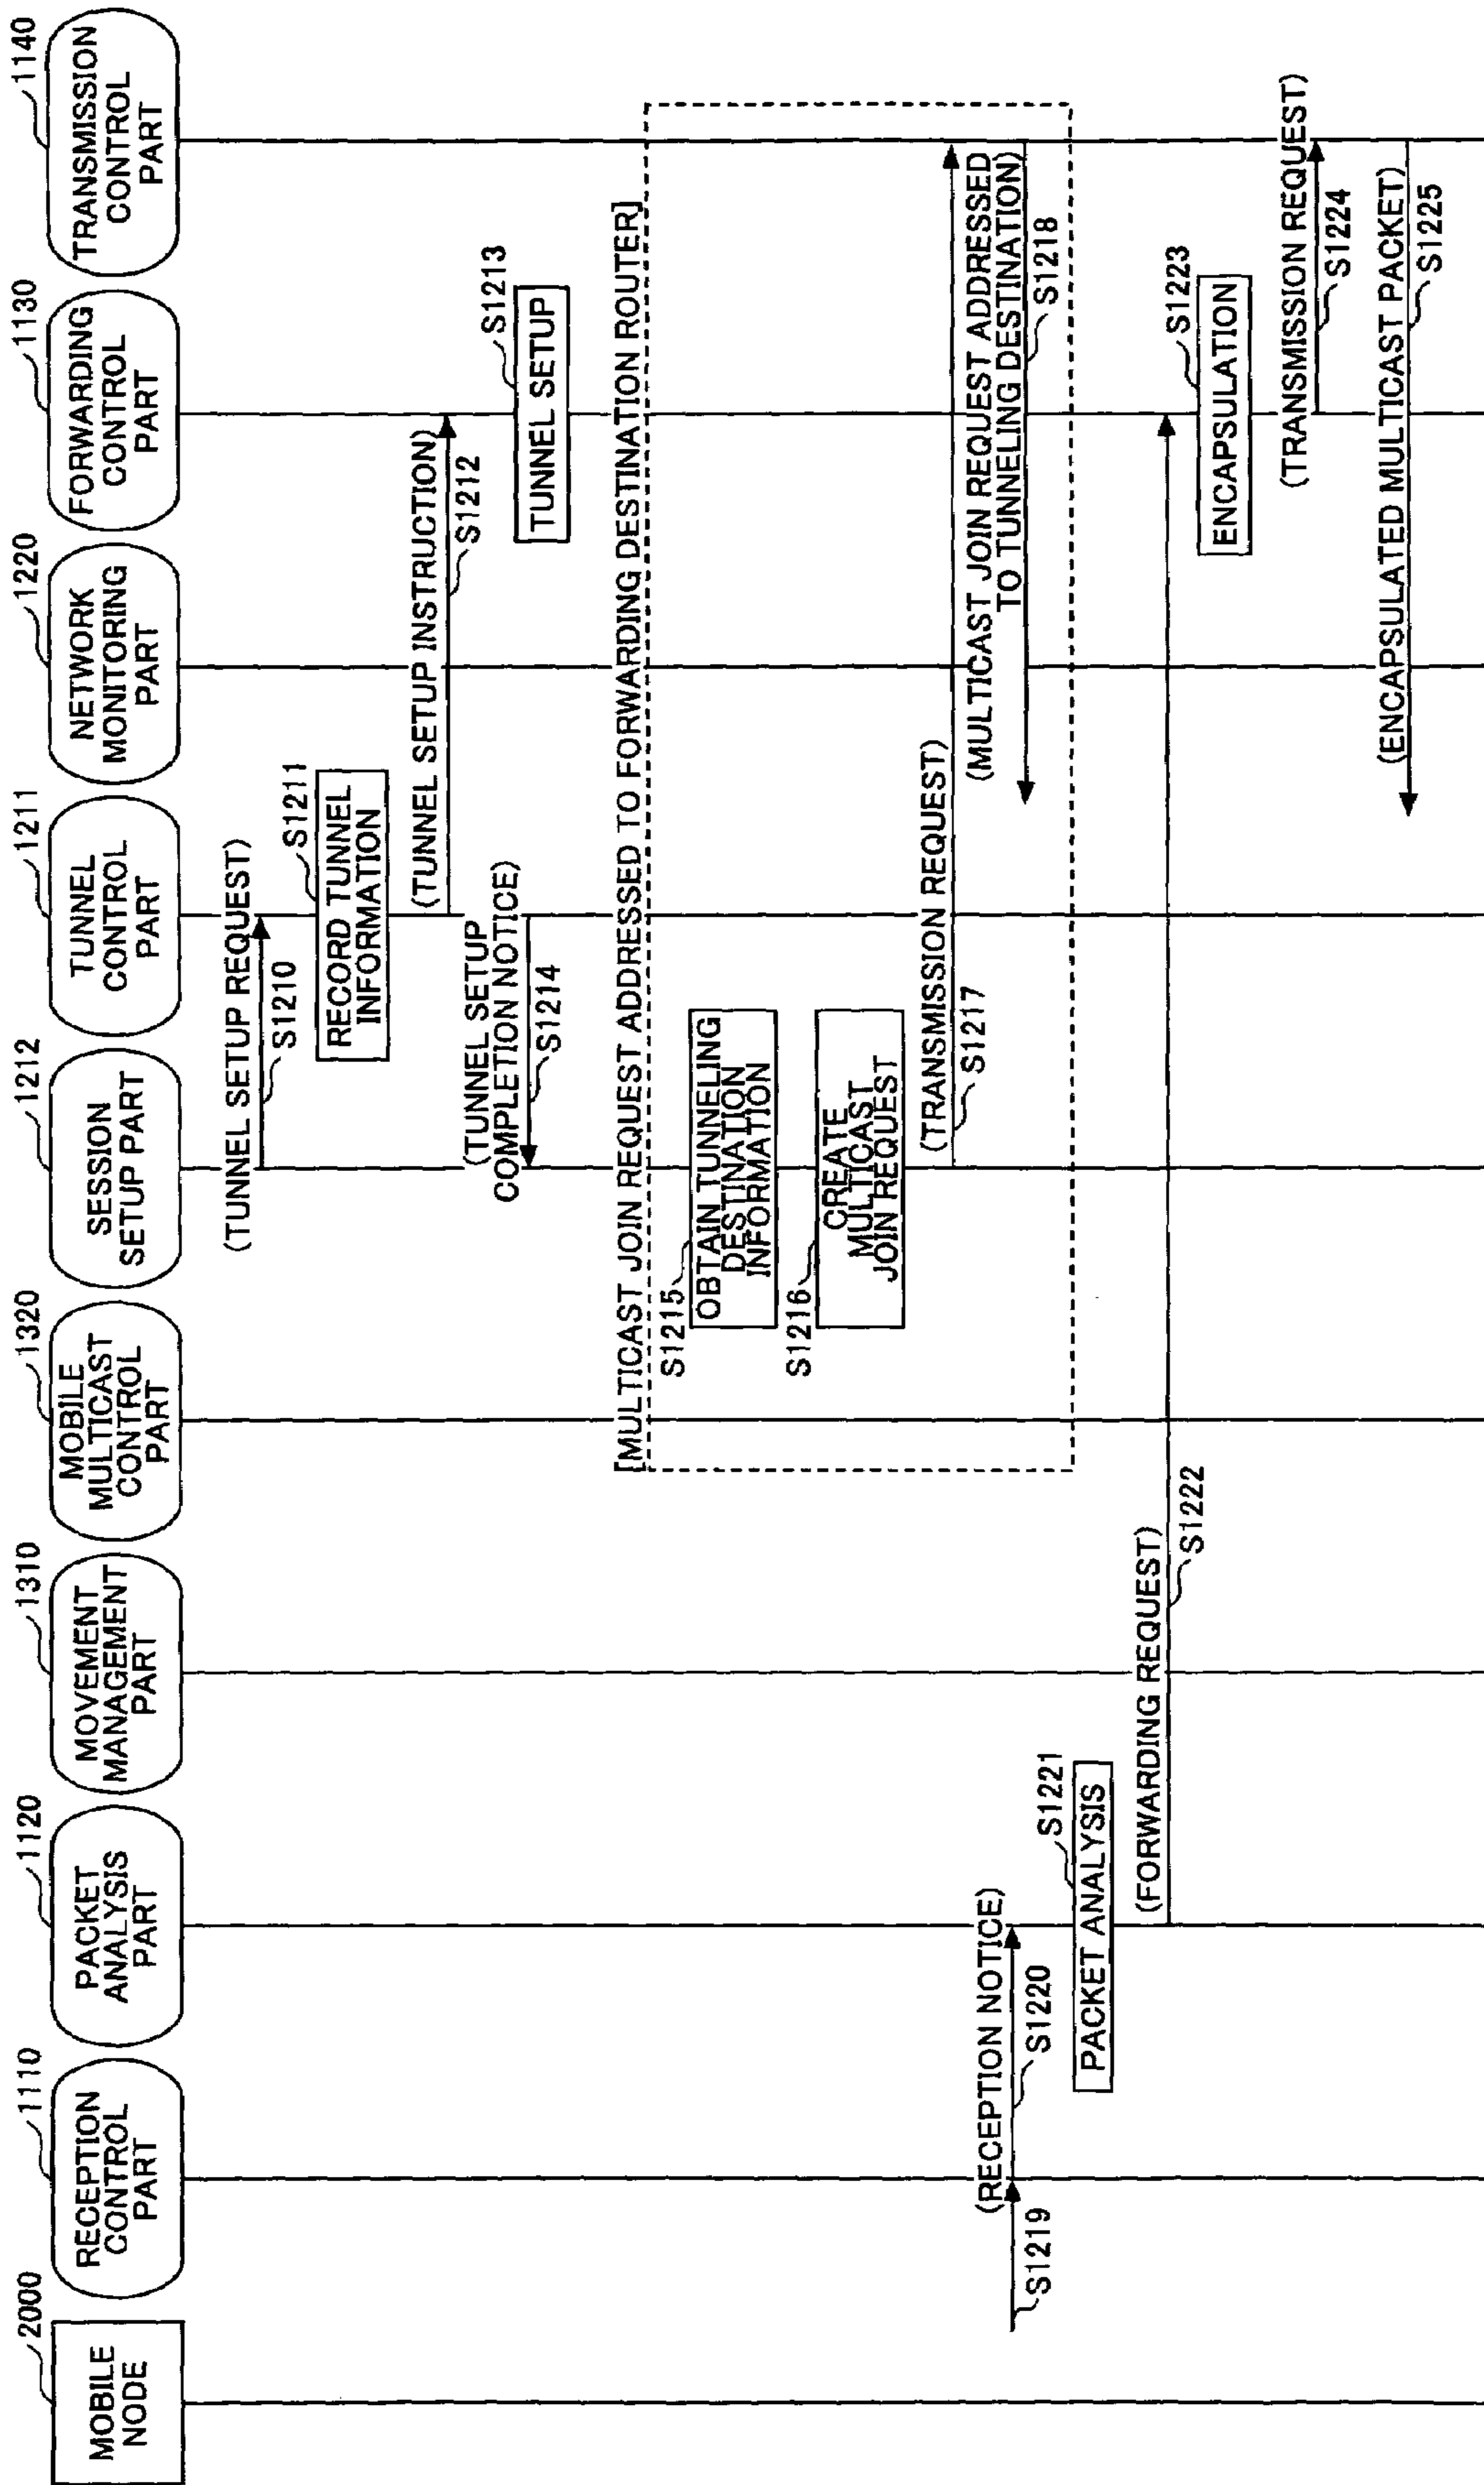 2000
MOBILE
NODE
1110
RECEPTION
CONTROL
PART
1120
PACKET
ANALYSIS
PART
1310
MOVEMENT
MANAGEMENT
PART
1320
MOBILE
MULTICAST
CONTROL
PART
1212
SESSION
SETUP PART
1211
TUNNEL
CONTROL
PART
1220
NETWORK
MONITORING
PART
1130
FORWARDING
CONTROL
PART
1140
TRANSMISSION
CONTROL
PART
(TUNNEL SETUP REQUEST)
S1210
S1211
RECORD TUNNEL
INFORMATION
(TUNNEL SETUP INSTRUCTION)
S1212
S1213
TUNNEL SETUP
(TUNNEL SETUP
COMPLETION NOTICE)
S1214
[MULTICAST JOIN REQUEST ADDRESSED TO FORWARDING DESTINATION ROUTER]
S1215
OBTAIN TUNNELING
DESTINATION
INFORMATION
S1216
CREATE
MULTICAST
JOIN REQUEST
(TRANSMISSION REQUEST)
S1217
(MULTICAST JOIN REQUEST ADDRESSED
TO TUNNELING DESTINATION)
S1218
S1219
(RECEPTION NOTICE)
S1220
S1221
PACKET ANALYSIS
(FORWARDING REQUEST)
S1222
S1223
ENCAPSULATION
(TRANSMISSION REQUEST)
S1224
(ENCAPSULATED MULTICAST PACKET)
S1225